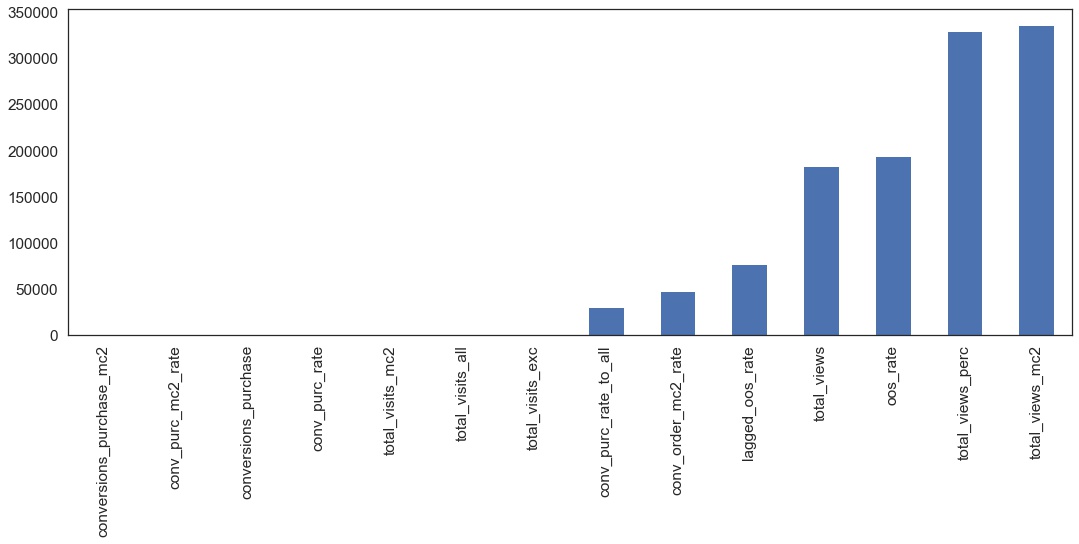 350000
300000
250000
200000
150000
100000
50000
0
conversions_purchase_mc2
conv_purc_mc2_rate
conversions_purchase
conv_purc_rate
total_visits_mc2
total_visits_all
total_visits_exc
conv_purc_rate_to_all
conv_order_mc2_rate
lagged_oos_rate
total_views
oos_rate
total_views_perc
total_views_mc2